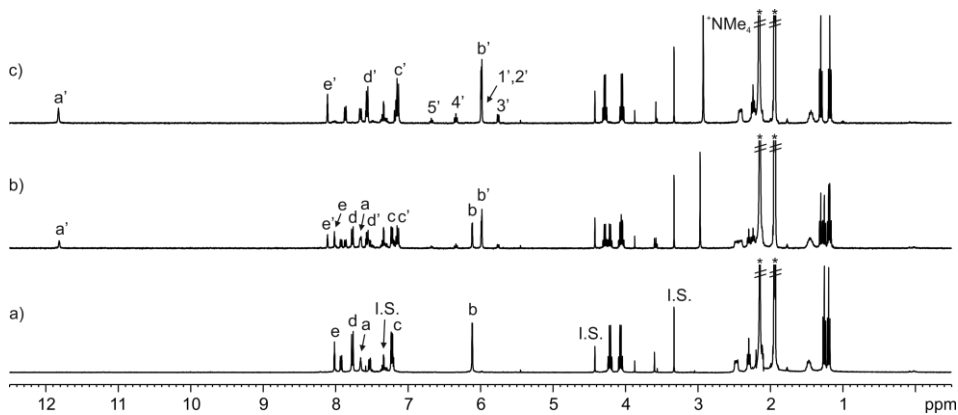 * *
+NMe4
b'
c) 1',2'
e' d' c'
a' 5' 4' 3'
* *
b)
b'
e d a c b
a' e' d' c'
* *
a) I.S.
e d a c b I.S. I.S.
12 11 10 9 8 7 6 5 4 3 2 1 ppm